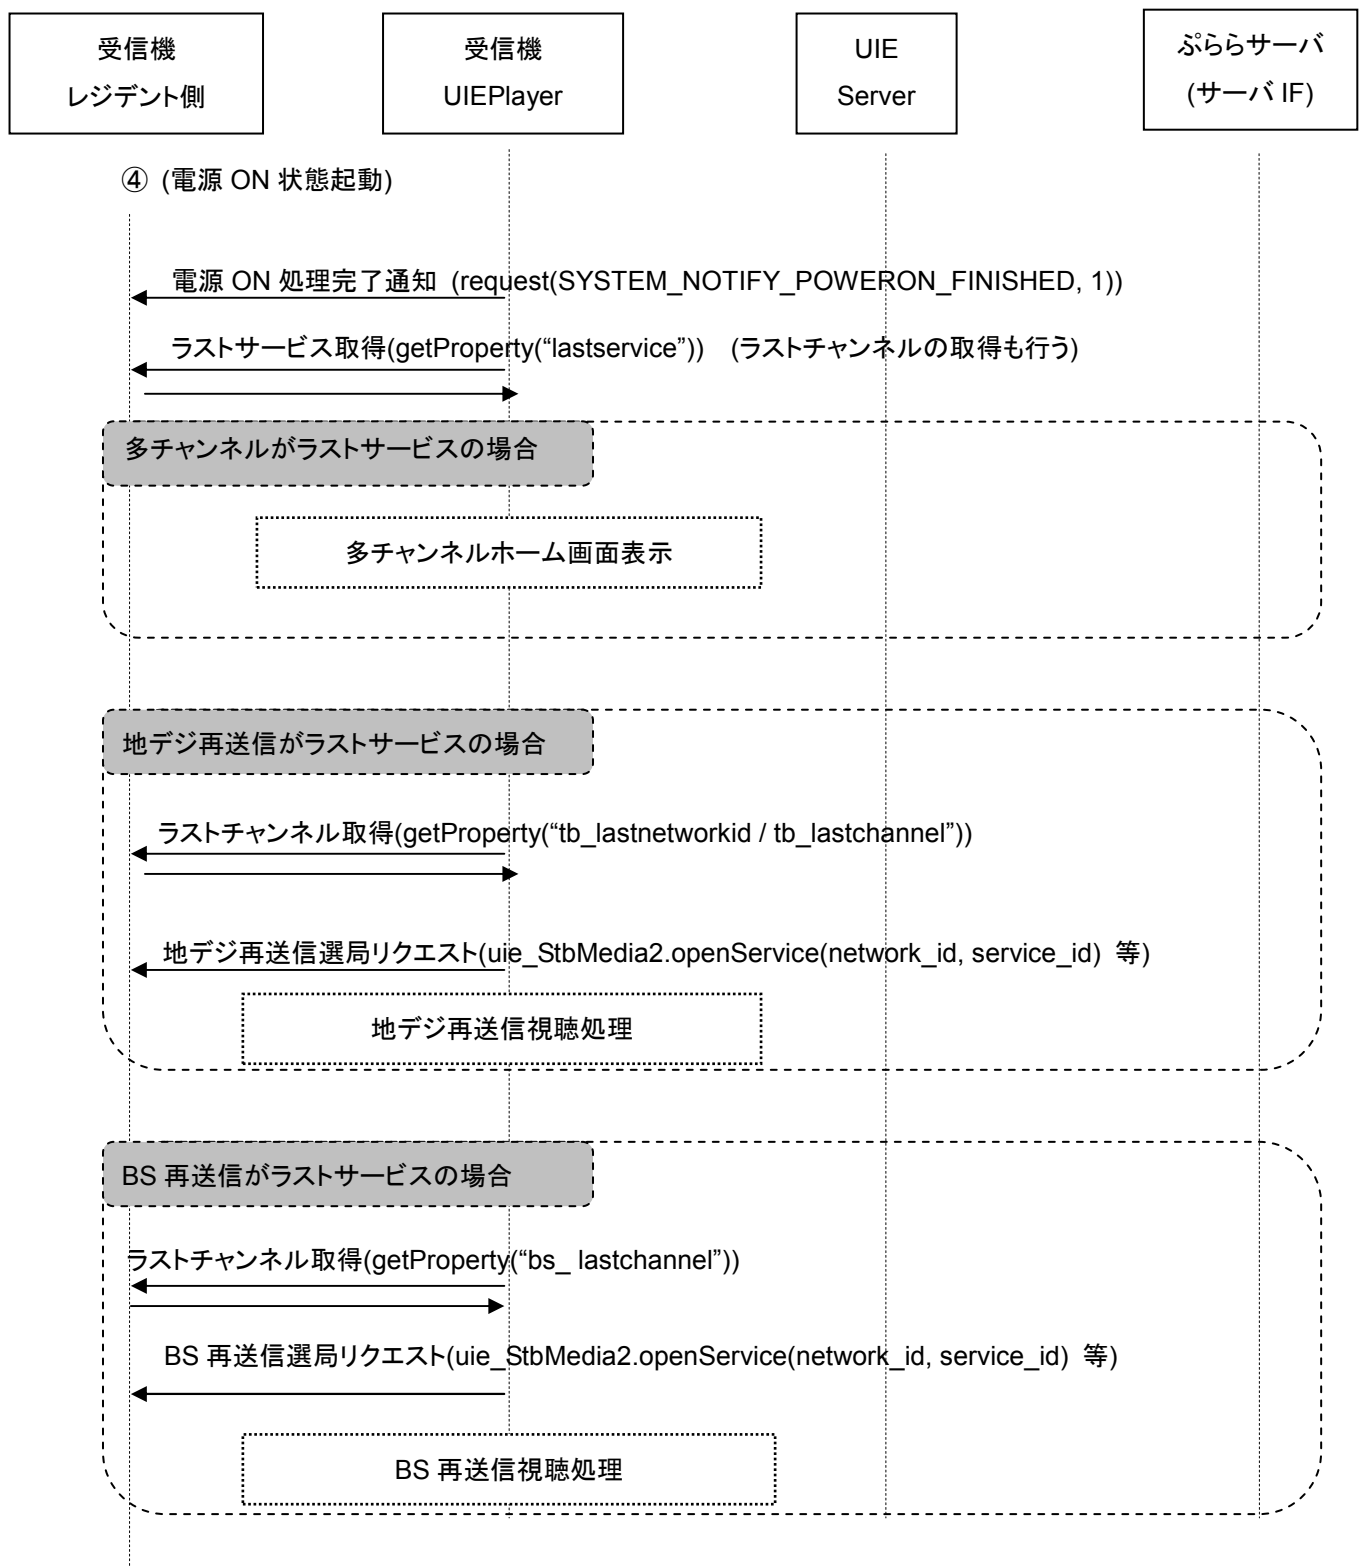 受信機
レジデント側
受信機
UIEPlayer
UIE
Server
ぷららサーバ
(サーバ IF)
④ (電源 ON 状態起動)
電源 ON 処理完了通知 (request(SYSTEM_NOTIFY_POWERON_FINISHED, 1))
ラストサービス取得(getProperty(“lastservice”)) (ラストチャンネルの取得も行う)
多チャンネルがラストサービスの場合
多チャンネルホーム画面表示
地デジ再送信がラストサービスの場合
ラストチャンネル取得(getProperty(“tb_lastnetworkid / tb_lastchannel”))
地デジ再送信選局リクエスト(uie_StbMedia2.openService(network_id, service_id) 等)
地デジ再送信視聴処理
BS 再送信がラストサービスの場合
ラストチャンネル取得(getProperty(“bs_ lastchannel”))
BS 再送信選局リクエスト(uie_StbMedia2.openService(network_id, service_id) 等)
BS 再送信視聴処理